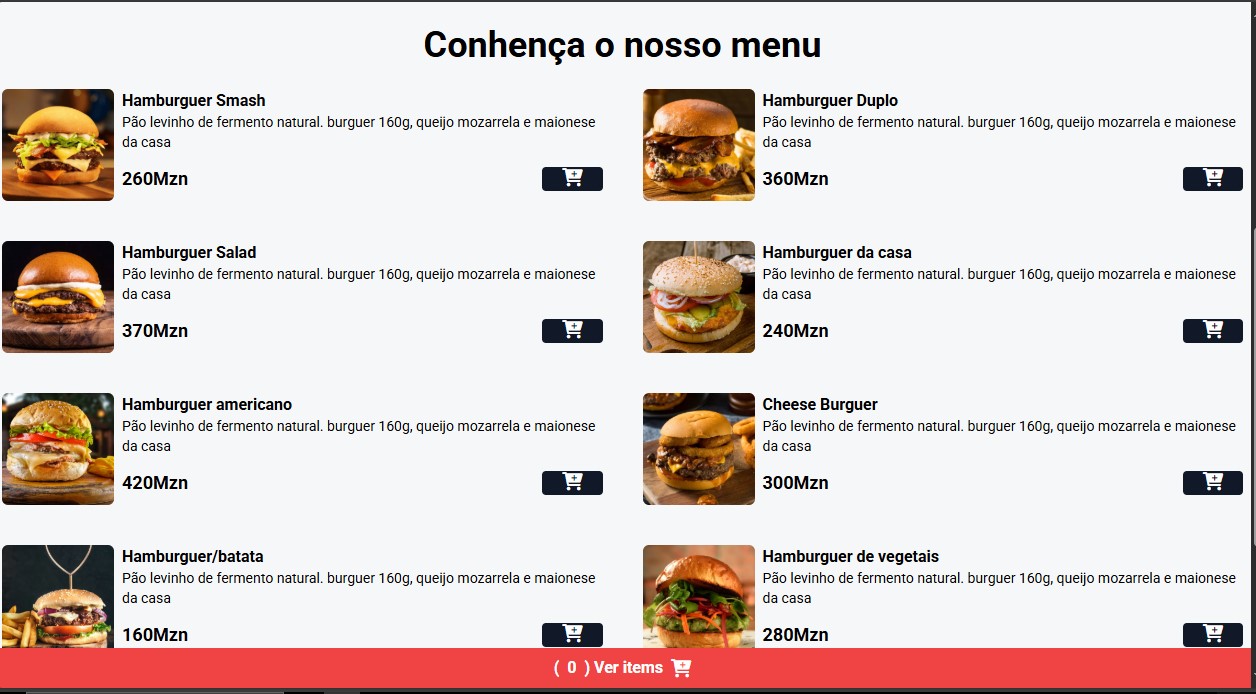 Conhença o nosso menu
Hamburguer Smash
Pão levinho de fermento natural. burguer 160g, queijo mozarrela e maionese
da casa
260Mzn
Hamburguer Duplo
Pão levinho de fermento natural. burguer 160g, queijo mozarrela e maionese
da casa
360Mzn
Hamburguer Salad
Pão levinho de fermento natural. burguer 160g, queijo mozarrela e maionese
da casa
370Mzn
Hamburguer da casa
Pão levinho de fermento natural. burguer 160g, queijo mozarrela e maionese
da casa
240Mzn
Hamburguer americano
Pão levinho de fermento natural. burguer 160g, queijo mozarrela e maionese
da casa
420Mzn
Cheese Burguer
Pão levinho de fermento natural. burguer 160g, queijo mozarrela e maionese
da casa
300Mzn
Hamburguer/batata
Pão levinho de fermento natural. burguer 160g, queijo mozarrela e maionese
da casa
160Mzn
Hamburguer de vegetais
Pão levinho de fermento natural. burguer 160g, queijo mozarrela e maionese
da casa
280Mzn
( 0 ) Ver items